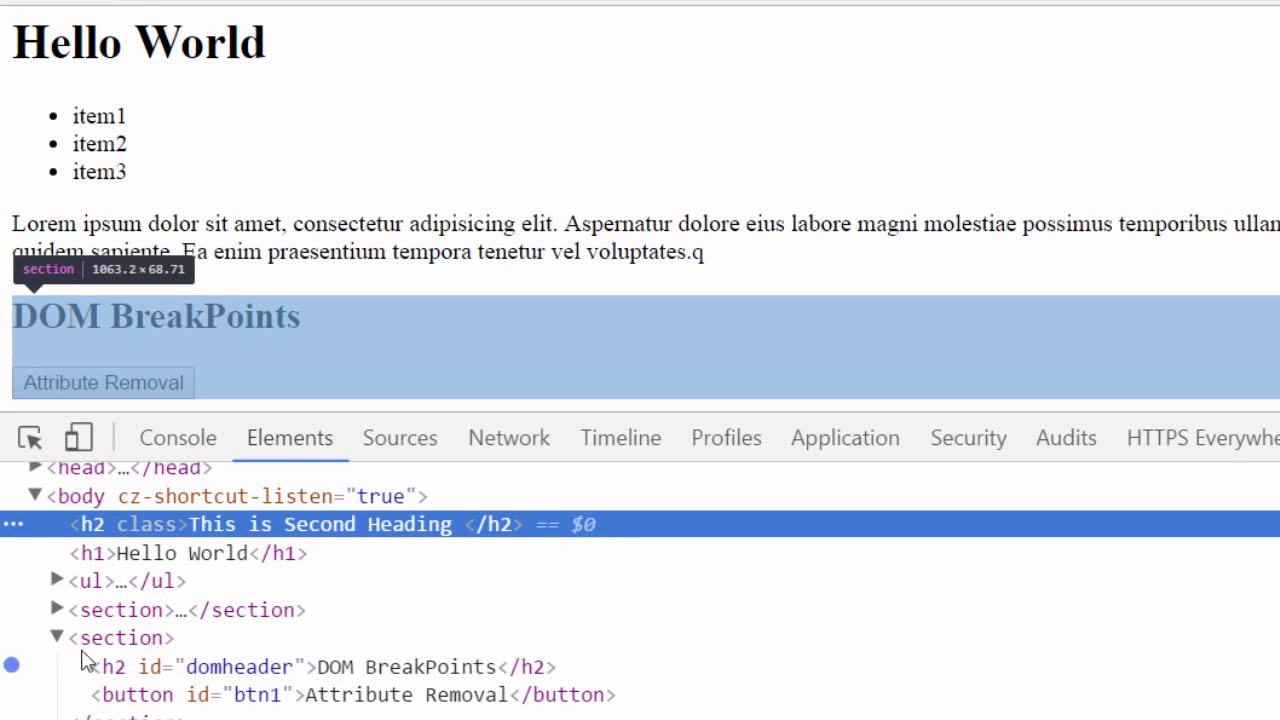 Hello World
item1
item2
item3
Lorem ipsum dolor sit amet, consectetur adipisicing elit. Aspernatur dolore eius labore magni molestiae possimus temporibus ullan
quidem sapiente. Ea enim praesentium tempora tenetur vel voluptates.q
section | 1063.2×68.71
DOM BreakPoints
Attribute Removal
Console Elements Sources Network Timeline Profiles Application Security Audits HTTPS Everywhe
<head>…</head>
<body cz-shortcut-listen="true">
<h2 class>This is Second Heading </h2> == $0
<h1>Hello World</h1>
<ul>…</ul>
<section>…</section>
<section>
<h2 id="domheader">DOM BreakPoints</h2>
<button id="btn1">Attribute Removal</button>
</section>